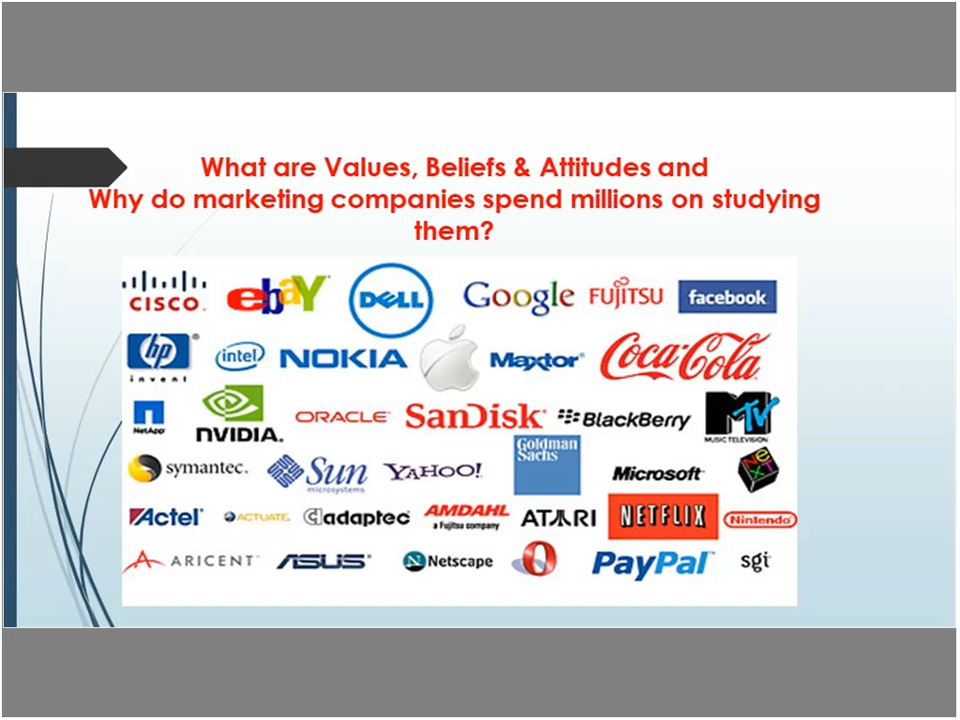 What are Values, Beliefs & Attitudes and
Why do marketing companies spend millions on studying
them?
CISCO
ebaY
DELL
Google
FUJITSU
facebook
hp
invent
intel
NOKIA
Maxtor
Coca-Cola
NetApp
NVIDIA.
ORACLE
SanDisk
BlackBerry
MTV
MUSIC TELEVISION
symantec.
Sun
microsystems
YAHOO!
Goldman
Sachs
Microsoft
NeXT
Actel
ACTUATE.
adaptec
AMDAHL
a Fujitsu company
ATARI
NETFLIX
Nintendo
ARICENT
ASUS
Netscape
PayPal
sgi